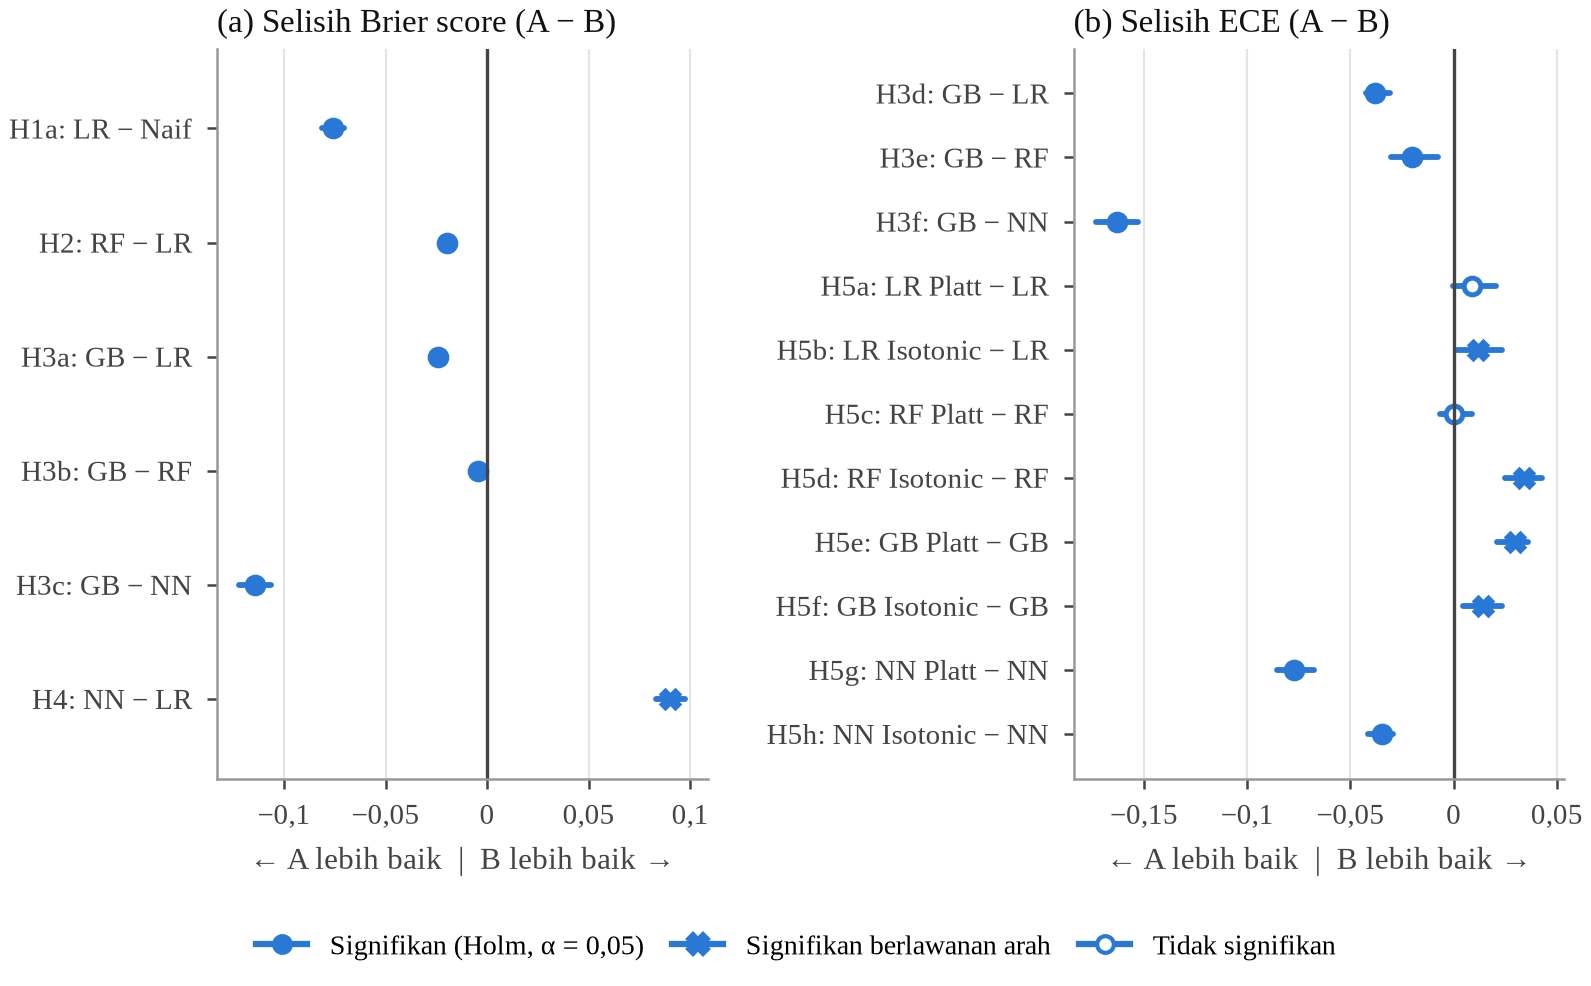 (a) Selisih Brier score (A − B)
H1a: LR − Naif
H2: RF − LR
H3a: GB − LR
H3b: GB − RF
H3c: GB − NN
H4: NN − LR
−0,1 −0,05 0 0,05 0,1
← A lebih baik | B lebih baik →
(b) Selisih ECE (A − B)
H3d: GB − LR
H3e: GB − RF
H3f: GB − NN
H5a: LR Platt − LR
H5b: LR Isotonic − LR
H5c: RF Platt − RF
H5d: RF Isotonic − RF
H5e: GB Platt − GB
H5f: GB Isotonic − GB
H5g: NN Platt − NN
H5h: NN Isotonic − NN
−0,15 −0,1 −0,05 0 0,05
← A lebih baik | B lebih baik →
Signifikan (Holm, α = 0,05) Signifikan berlawanan arah Tidak signifikan